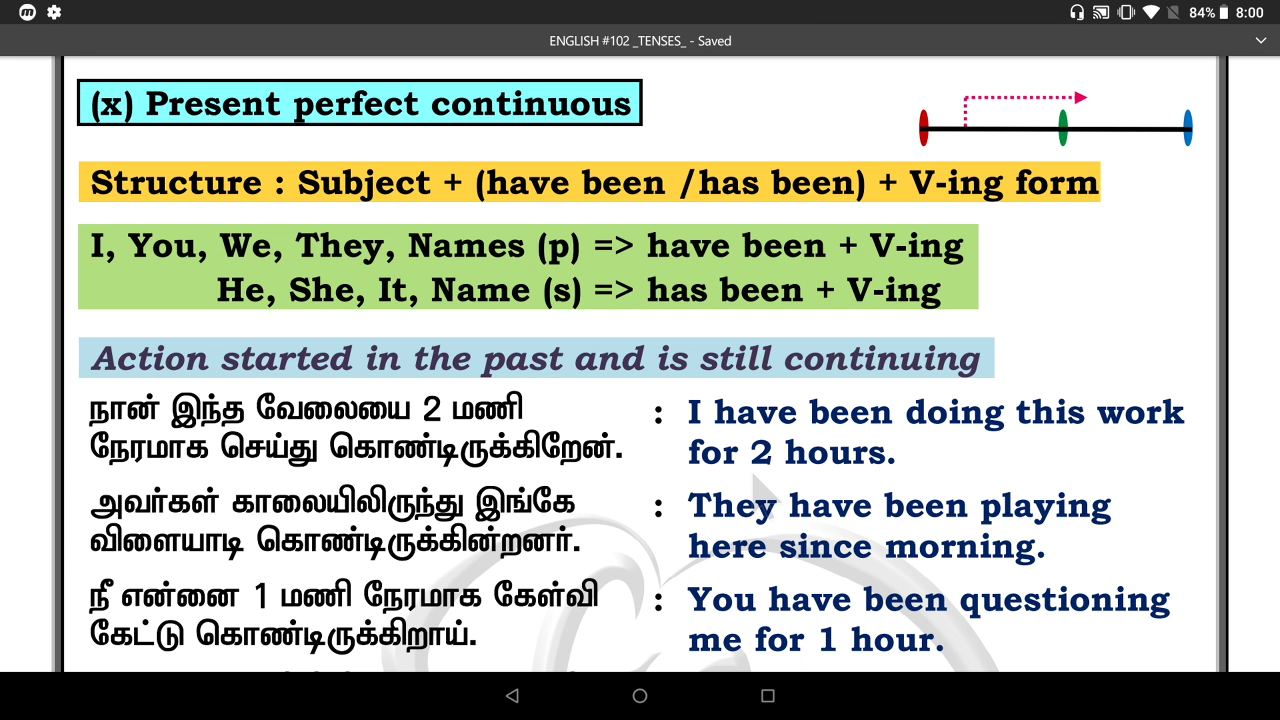 84% 8:00
ENGLISH #102 _TENSES_ - Saved
(x) Present perfect continuous
Structure : Subject + (have been /has been) + V-ing form
I, You, We, They, Names (p) => have been + V-ing
He, She, It, Name (s) => has been + V-ing
Action started in the past and is still continuing
நான் இந்த வேலையை 2 மணி
நேரமாக செய்து கொண்டிருக்கிறேன்.
: I have been doing this work
for 2 hours.
அவர்கள் காலையிலிருந்து இங்கே
விளையாடி கொண்டிருக்கின்றனர்.
: They have been playing
here since morning.
நீ என்னை 1 மணி நேரமாக கேள்வி
கேட்டு கொண்டிருக்கிறாய்.
: You have been questioning
me for 1 hour.